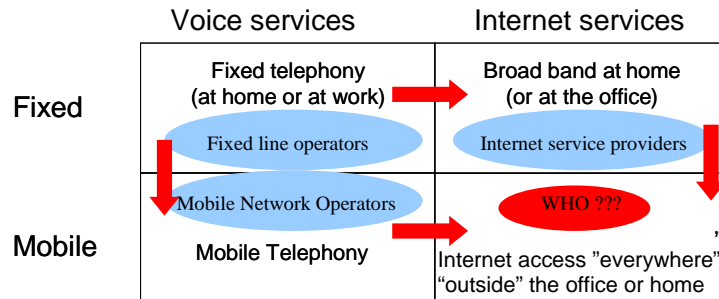 Voice services
Internet services
Fixed
Fixed telephony
(at home or at work)
Broad band at home
(or at the office)
Fixed line operators
Internet service providers
Mobile
Mobile Network Operators
WHO ???
Mobile Telephony
,
Internet access ”everywhere”
“outside” the office or home